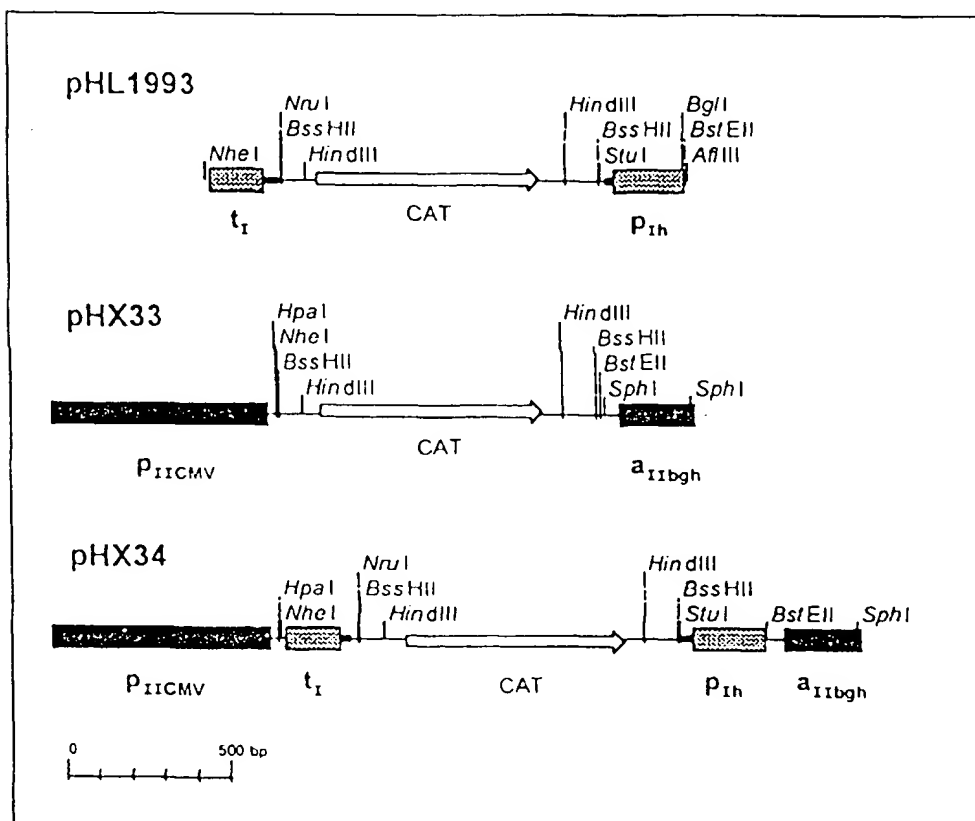 pHL1993
NruI
BssHII
NheI
HindIII
HindIII
BssHII
StuI
BglI
BstEII
AflIII
CAT
tI
pIh
pHX33
HpaI
NheI
BssHII
HindIII
HindIII
BssHII
BstEII
SphI
SphI
CAT
pIICMV
aIIbgh
pHX34
HpaI
NheI
NruI
BssHII
HindIII
HindIII
BssHII
StuI
BstEII
SphI
pIICMV
tI
CAT
pIh
aIIbgh
0
500 bp